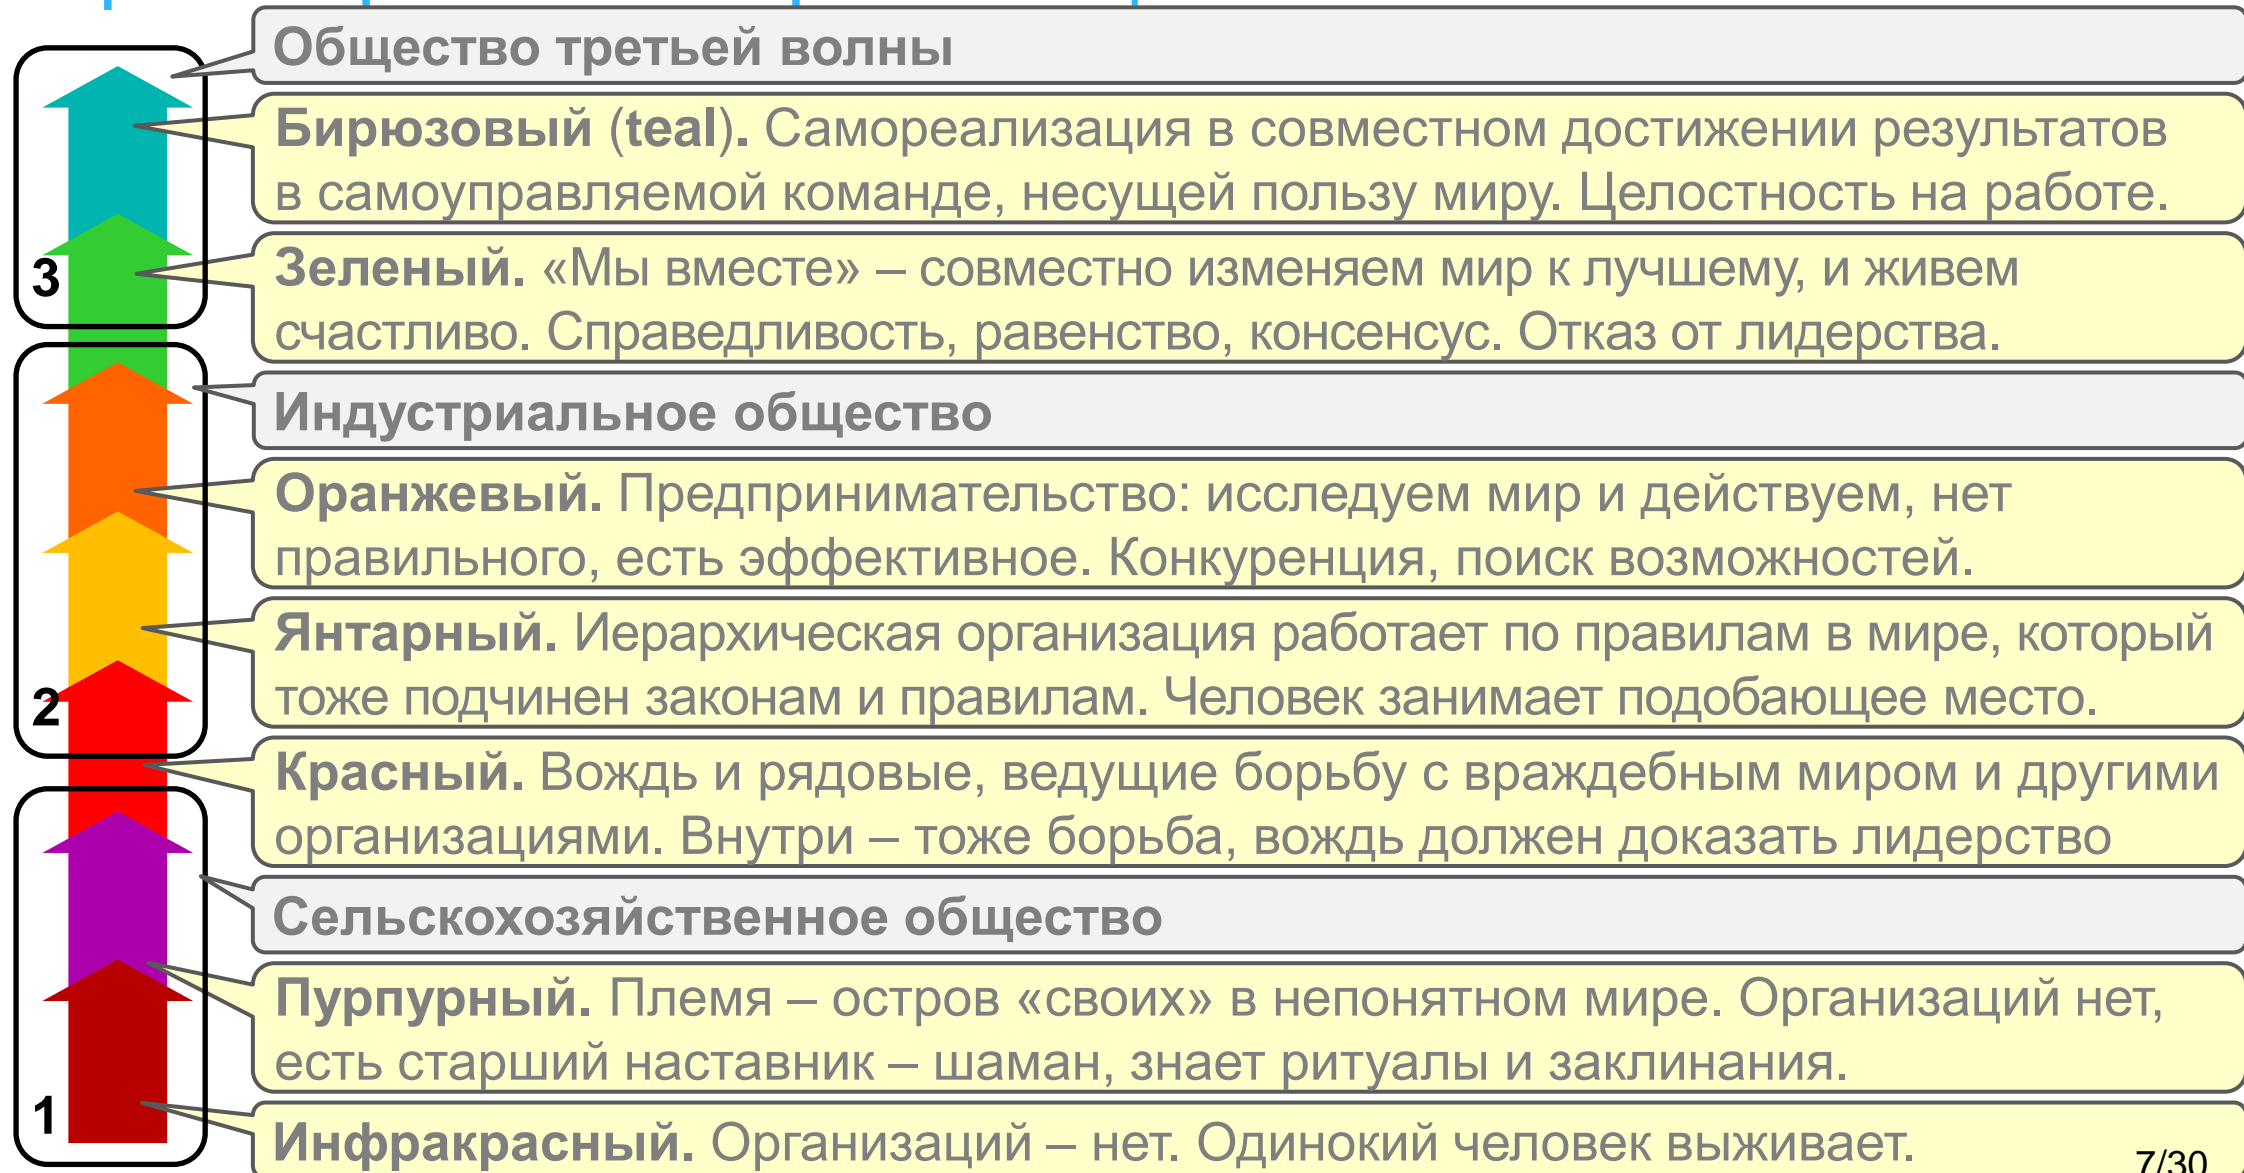 Общество третьей волны
Бирюзовый (teal). Самореализация в совместном достижении результатов
в самоуправляемой команде, несущей пользу миру. Целостность на работе.
3
Зеленый. «Мы вместе» – совместно изменяем мир к лучшему, и живем
счастливо. Справедливость, равенство, консенсус. Отказ от лидерства.
Индустриальное общество
Оранжевый. Предпринимательство: исследуем мир и действуем, нет
правильного, есть эффективное. Конкуренция, поиск возможностей.
Янтарный. Иерархическая организация работает по правилам в мире, который
тоже подчинен законам и правилам. Человек занимает подобающее место.
2
Красный. Вождь и рядовые, ведущие борьбу с враждебным миром и другими
организациями. Внутри – тоже борьба, вождь должен доказать лидерство
Сельскохозяйственное общество
Пурпурный. Племя – остров «своих» в непонятном мире. Организаций нет,
есть старший наставник – шаман, знает ритуалы и заклинания.
1
Инфракрасный. Организаций – нет. Одинокий человек выживает.
7/30